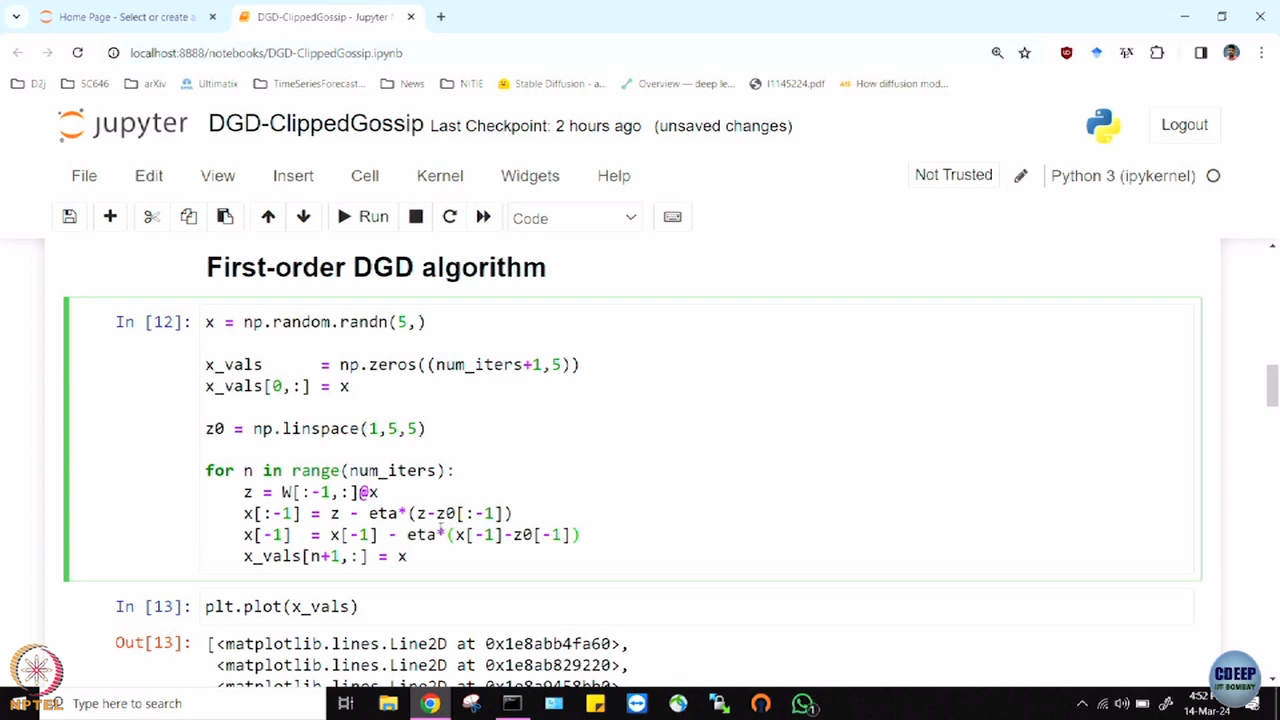 Home Page - Select or create a
DGD-ClippedGossip - Jupyter N
localhost:8888/notebooks/DGD-ClippedGossip.ipynb
D2j
SC646
arXiv
Ultimatix
TimeSeriesForecast...
News
NITIE
Stable Diffusion - a...
Overview — deep le...
I1145224.pdf
How diffusion mod...
jupyter DGD-ClippedGossip Last Checkpoint: 2 hours ago (unsaved changes)
Logout
File Edit View Insert Cell Kernel Widgets Help
Not Trusted
Python 3 (ipykernel)
Run
Code
First-order DGD algorithm
In [12]: x = np.random.randn(5,)
x_vals = np.zeros((num_iters+1,5))
x_vals[0,:] = x
z0 = np.linspace(1,5,5)
for n in range(num_iters):
z = W[:-1,:]@x
x[:-1] = z - eta*(z-z0[:-1])
x[-1] = x[-1] - eta*(x[-1]-z0[-1])
x_vals[n+1,:] = x
In [13]: plt.plot(x_vals)
Out[13]: [<matplotlib.lines.Line2D at 0x1e8abb4fa60>,
<matplotlib.lines.Line2D at 0x1e8ab829220>,
NPTEL
Type here to search
CDEEP
IIT BOMBAY
14-Mar-24